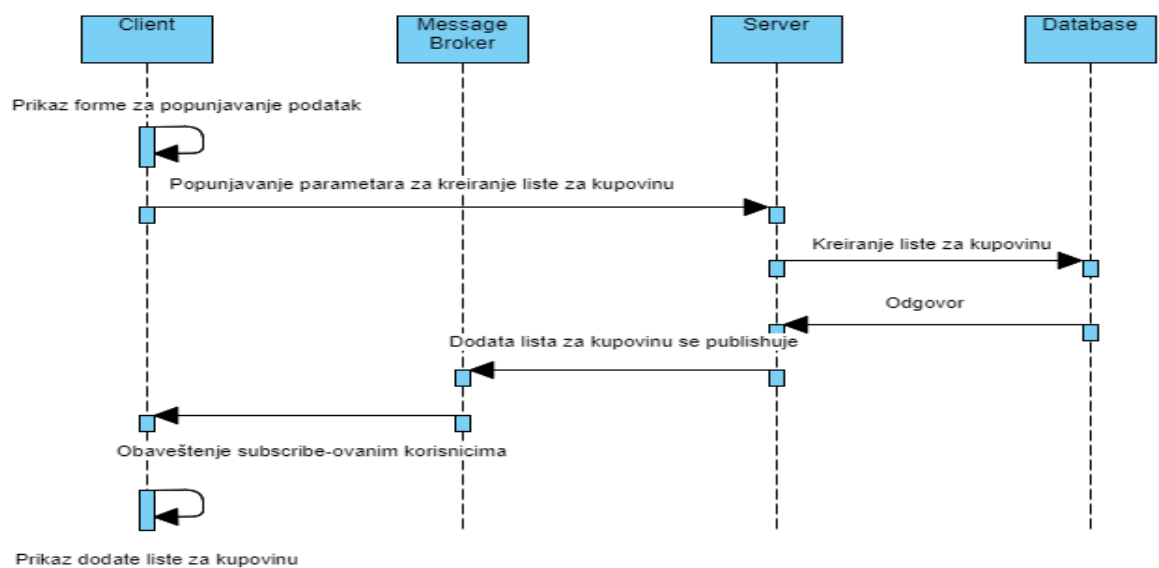 Client
Message
Broker
Server
Database
Prikaz forme za popunjavanje podatak
Popunjavanje parametara za kreiranje liste za kupovinu
Kreiranje liste za kupovinu
Odgovor
Dodata lista za kupovinu se publishuje
Obaveštenje subscribe-ovanim korisnicima
Prikaz dodate liste za kupovinu